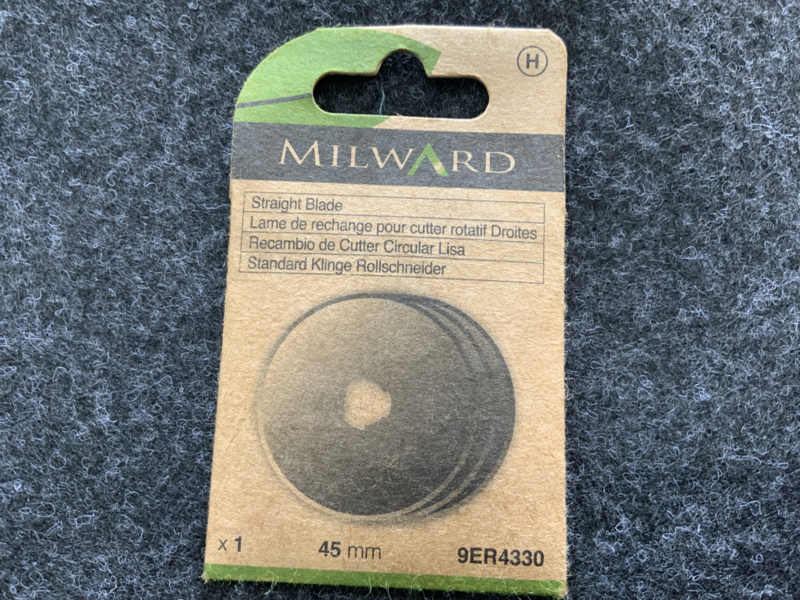 H
MILWARD
Straight Blade
Lame de rechange pour cutter rotatif Droites
Recambio de Cutter Circular Lisa
Standard Klinge Rollschneider
x 1 45 mm 9ER4330